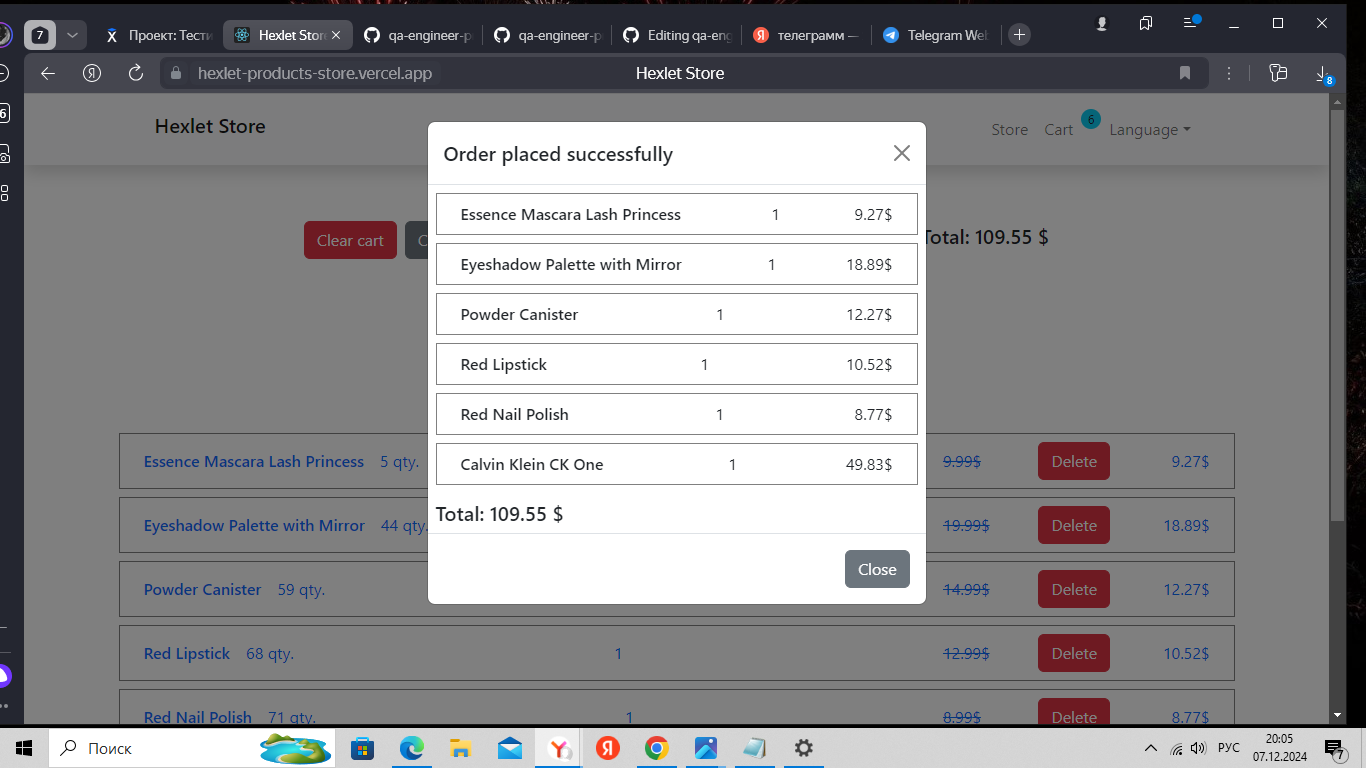 7
Проект: Тести
Hexlet Stor
qa-engineer-p
qa-engineer-p
Editing qa-eng
телеграмм —
Telegram Web
hexlet-products-store.vercel.app
Hexlet Store
8
Hexlet Store
Store
Cart
6
Language
Order placed successfully
Essence Mascara Lash Princess 1 9.27$
Eyeshadow Palette with Mirror 1 18.89$
Powder Canister 1 12.27$
Red Lipstick 1 10.52$
Red Nail Polish 1 8.77$
Calvin Klein CK One 1 49.83$
Total: 109.55 $
Close
Clear cart
C
Total: 109.55 $
Essence Mascara Lash Princess 5 qty. 9.99$ Delete 9.27$
Eyeshadow Palette with Mirror 44 qty. 19.99$ Delete 18.89$
Powder Canister 59 qty. 14.99$ Delete 12.27$
Red Lipstick 68 qty. 1 12.99$ Delete 10.52$
Red Nail Polish 71 qty. 1 8.99$ Delete 8.77$
Поиск
РУС
20:05
07.12.2024
7